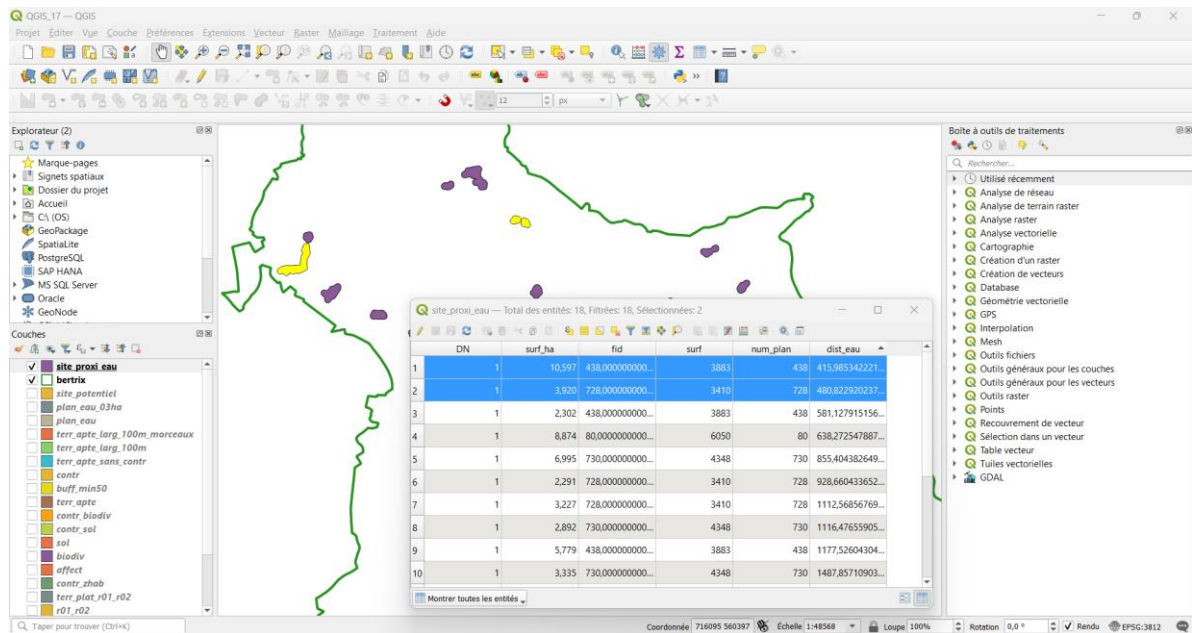 QGIS_17 — QGIS
Projet Éditer Vue Couche Préférences Extensions Vecteur Raster Maillage Traitement Aide
12 px
Explorateur (2)
Marque-pages
Signets spatiaux
Dossier du projet
Accueil
C:\ (OS)
GeoPackage
SpatiaLite
PostgreSQL
SAP HANA
MS SQL Server
Oracle
GeoNode
Couches
site_proxi_eau
bertrix
site_potentiel
plan_eau_03ha
plan_eau
terr_apte_larg_100m_morceaux
terr_apte_larg_100m
terr_apte_sans_contr
contr
buff_min50
terr_apte
contr_biodiv
contr_sol
sol
biodiv
affect
contr_zhab
terr_plat_r01_r02
r01_r02
site_proxi_eau — Total des entités: 18, Filtrées: 18, Sélectionnées: 2
DN surf_ha fid surf num_plan dist_eau
1 1 10,597 438,000000000... 3883 438 415,985342221...
2 1 3,920 728,000000000... 3410 728 480,822920237...
3 1 2,302 438,000000000... 3883 438 581,127915156...
4 1 8,874 80,0000000000... 6050 80 638,272547887...
5 1 6,995 730,000000000... 4348 730 855,404382649...
6 1 2,291 728,000000000... 3410 728 928,660433652...
7 1 3,227 728,000000000... 3410 728 1112,56856769...
8 1 2,892 730,000000000... 4348 730 1116,47655905...
9 1 5,779 438,000000000... 3883 438 1177,52604304...
10 1 3,335 730,000000000... 4348 730 1487,85710903...
Montrer toutes les entités
Boîte à outils de traitements
Rechercher...
Utilisé récemment
Analyse de réseau
Analyse de terrain raster
Analyse raster
Analyse vectorielle
Cartographie
Création d'un raster
Création de vecteurs
Database
Géométrie vectorielle
GPS
Interpolation
Mesh
Outils fichiers
Outils généraux pour les couches
Outils généraux pour les vecteurs
Outils raster
Points
Recouvrement de vecteur
Sélection dans un vecteur
Table vecteur
Tuiles vectorielles
GDAL
Taper pour trouver (Ctrl+K)
Coordonnée 716095 560397 Échelle 1:48568 Loupe 100% Rotation 0,0 ° Rendu EPSG:3812